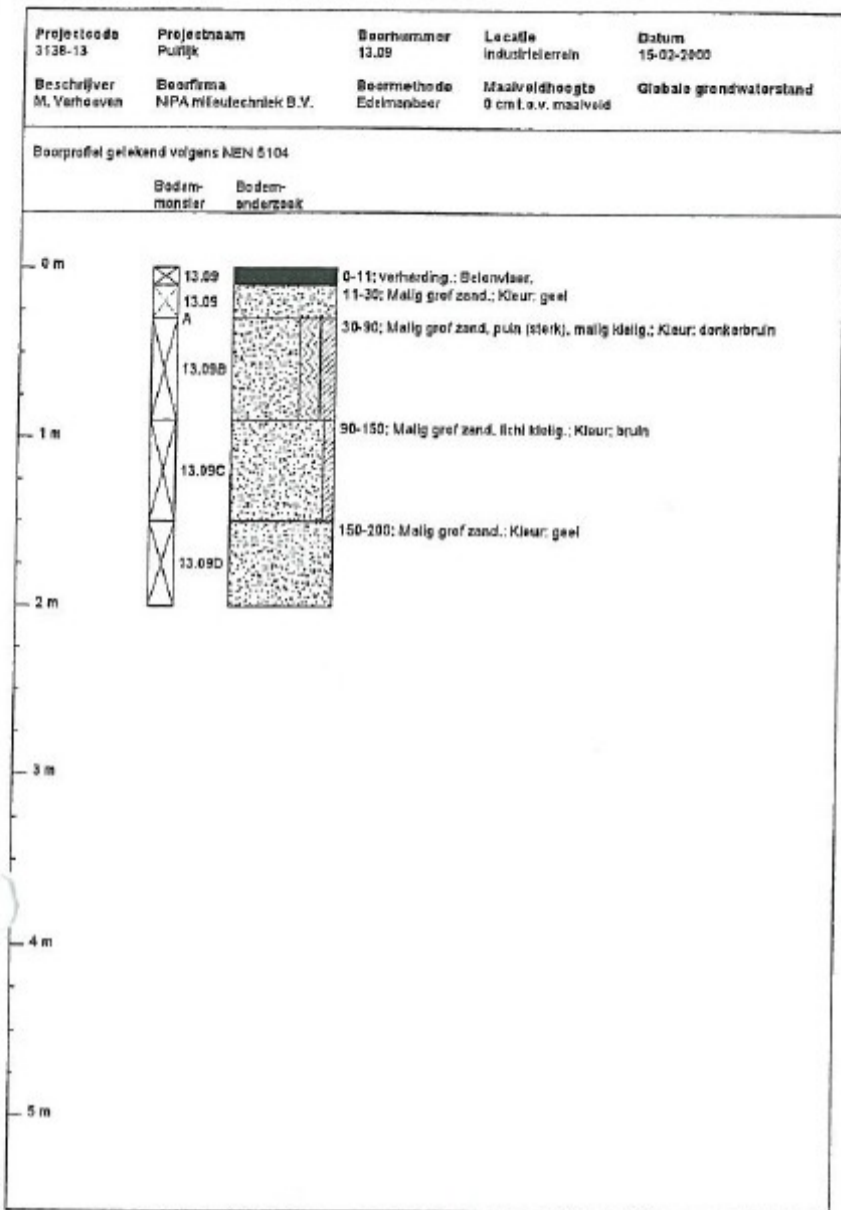 Projectcode Projectnaam Boornummer Locatie Datum
3138-13 Puiflijk 13.09 Industrieterrein 15-02-2000
Beschrijver Boorfirma Boormethode Maaiveldhoogte Globale grondwaterstand
M. Verhoeven NIPA milieutechniek B.V. Edelmanboor 0 cm t.o.v. maaiveld
Boorprofiel getekend volgens NEN 5104
Bodem- Bodem-
monster onderzoek
0 m
13.09 0-11; verharding.; Betonvloer,
13.09 11-30; Matig grof zand.; Kleur: geel
A
30-90; Matig grof zand, puin (sterk), matig kleiig.; Kleur: donkerbruin
13.09B
1 m
90-150; Matig grof zand, licht kleiig.; Kleur: bruin
13.09C
150-200; Matig grof zand.; Kleur: geel
13.09D
2 m
3 m
4 m
5 m